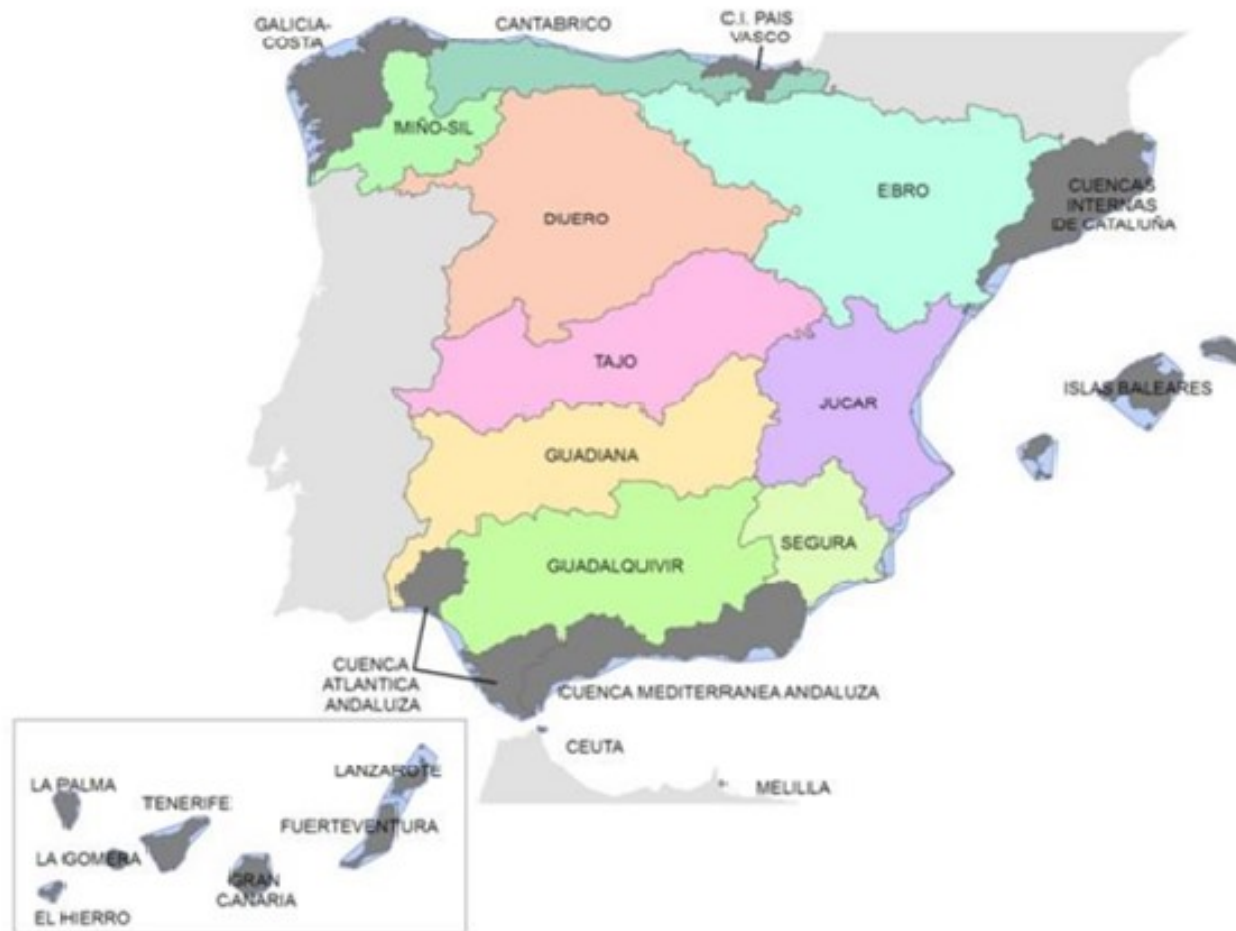 GALICIA-
COSTA
CANTABRICO
C.I. PAIS
VASCO
MIÑO-SIL
DUERO
EBRO
CUENCAS
INTERNAS
DE CATALUÑA
TAJO
JUCAR
ISLAS BALEARES
GUADIANA
SEGURA
GUADALQUIVIR
CUENCA
ATLANTICA
ANDALUZA
CUENCA MEDITERRANEA ANDALUZA
CEUTA
MELILLA
LA PALMA
TENERIFE
LANZAROTE
FUERTEVENTURA
LA GOMERA
GRAN
CANARIA
EL HIERRO